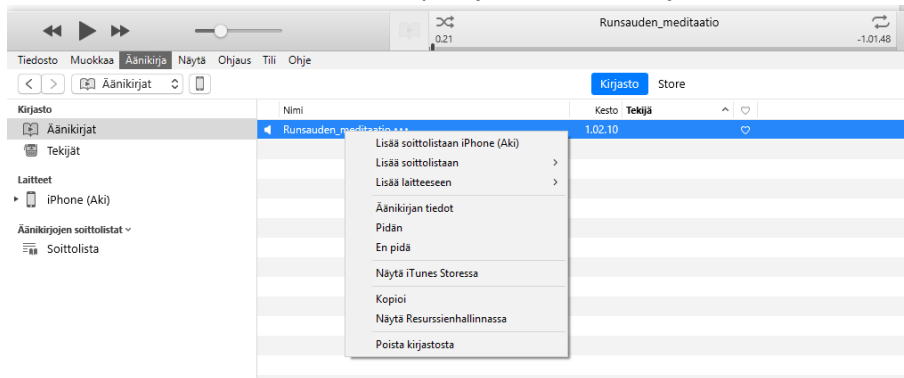 Runsauden_meditaatio
0.21
-1.01.48
Tiedosto Muokkaa Äänikirja Näytä Ohjaus Tili Ohje
Äänikirjat
Kirjasto Store
Kirjasto
Nimi Kesto Tekijä
Äänikirjat
Runsauden_meditaatio ••• 1.02.10
Tekijät
Laitteet
iPhone (Aki)
Äänikirjojen soittolistat
Soittolista
Lisää soittolistaan iPhone (Aki)
Lisää soittolistaan
Lisää laitteeseen
Äänikirjan tiedot
Pidän
En pidä
Näytä iTunes Storessa
Kopioi
Näytä Resurssienhallinnassa
Poista kirjastosta